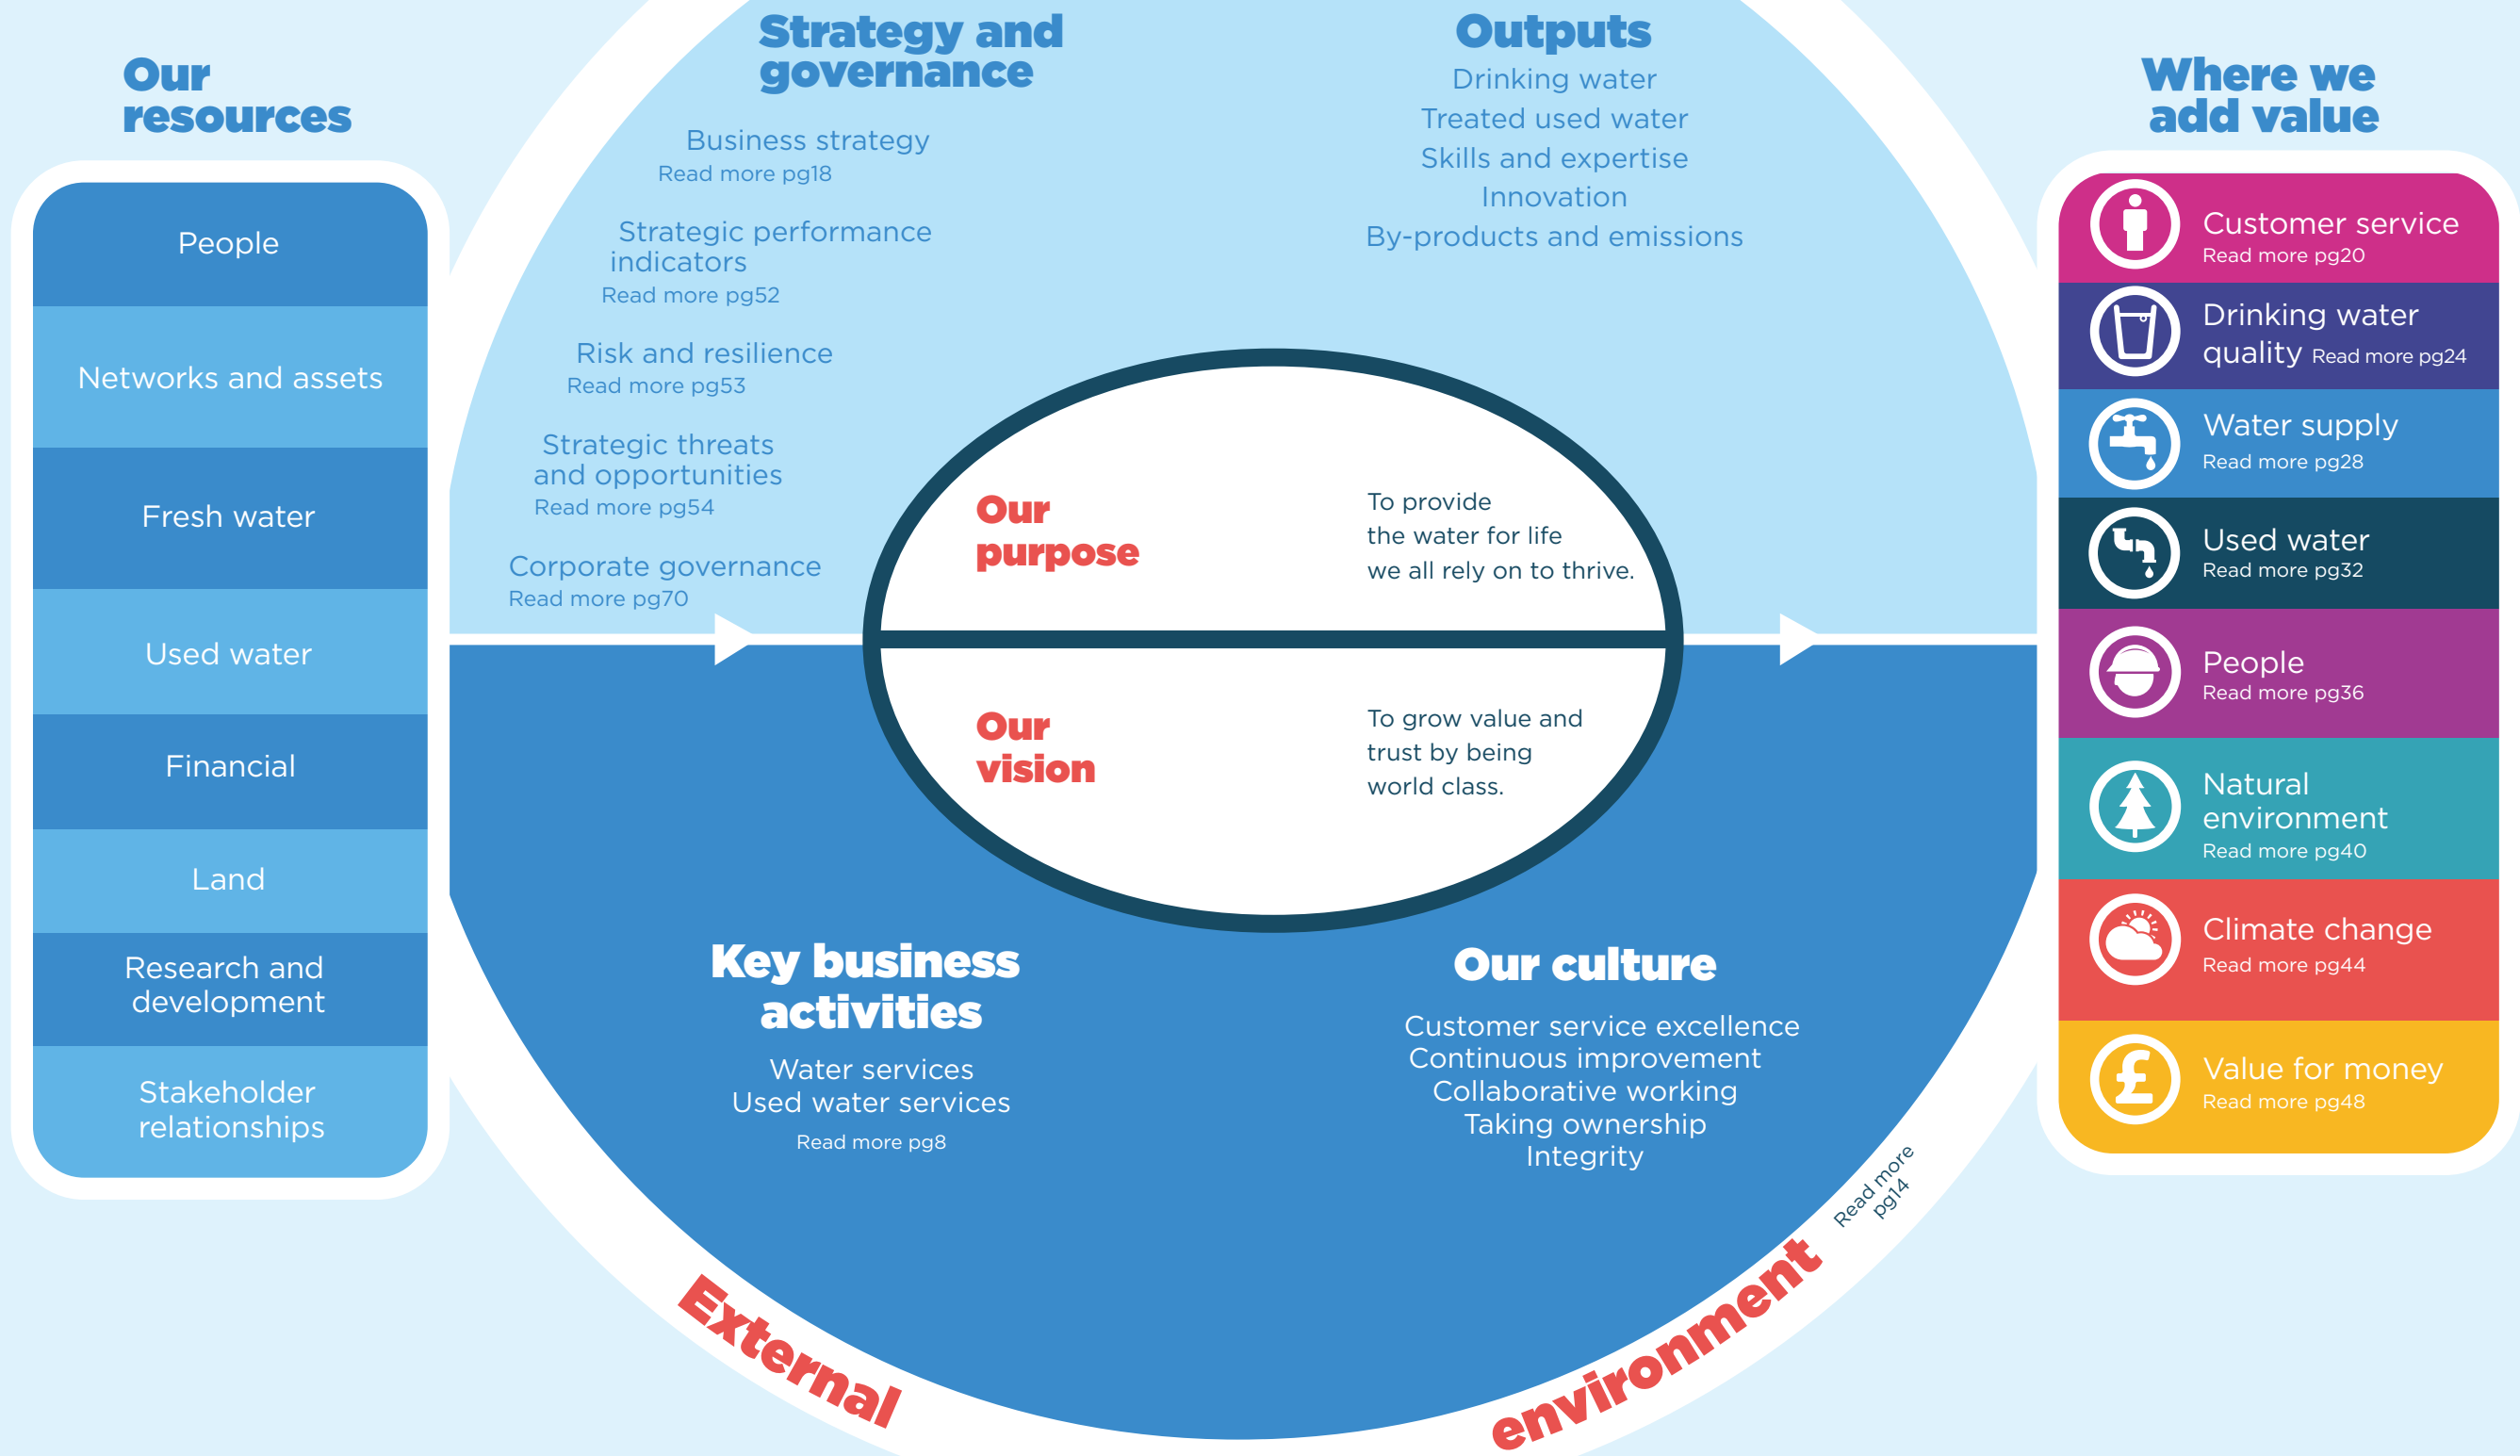 Our
resources
People
Networks and assets
Fresh water
Used water
Financial
Land
Research and
development
Stakeholder
relationships
Strategy and
governance
Business strategy
Read more pg18
Strategic performance
indicators
Read more pg52
Risk and resilience
Read more pg53
Strategic threats
and opportunities
Read more pg54
Corporate governance
Read more pg70
Outputs
Drinking water
Treated used water
Skills and expertise
Innovation
By-products and emissions
Our
purpose
To provide
the water for life
we all rely on to thrive.
Our
vision
To grow value and
trust by being
world class.
Key business
activities
Water services
Used water services
Read more pg8
Our culture
Customer service excellence
Continuous improvement
Collaborative working
Taking ownership
Integrity
External environment
Read more
pg14
Where we
add value
Customer service
Read more pg20
Drinking water
quality Read more pg24
Water supply
Read more pg28
Used water
Read more pg32
People
Read more pg36
Natural
environment
Read more pg40
Climate change
Read more pg44
£
Value for money
Read more pg48